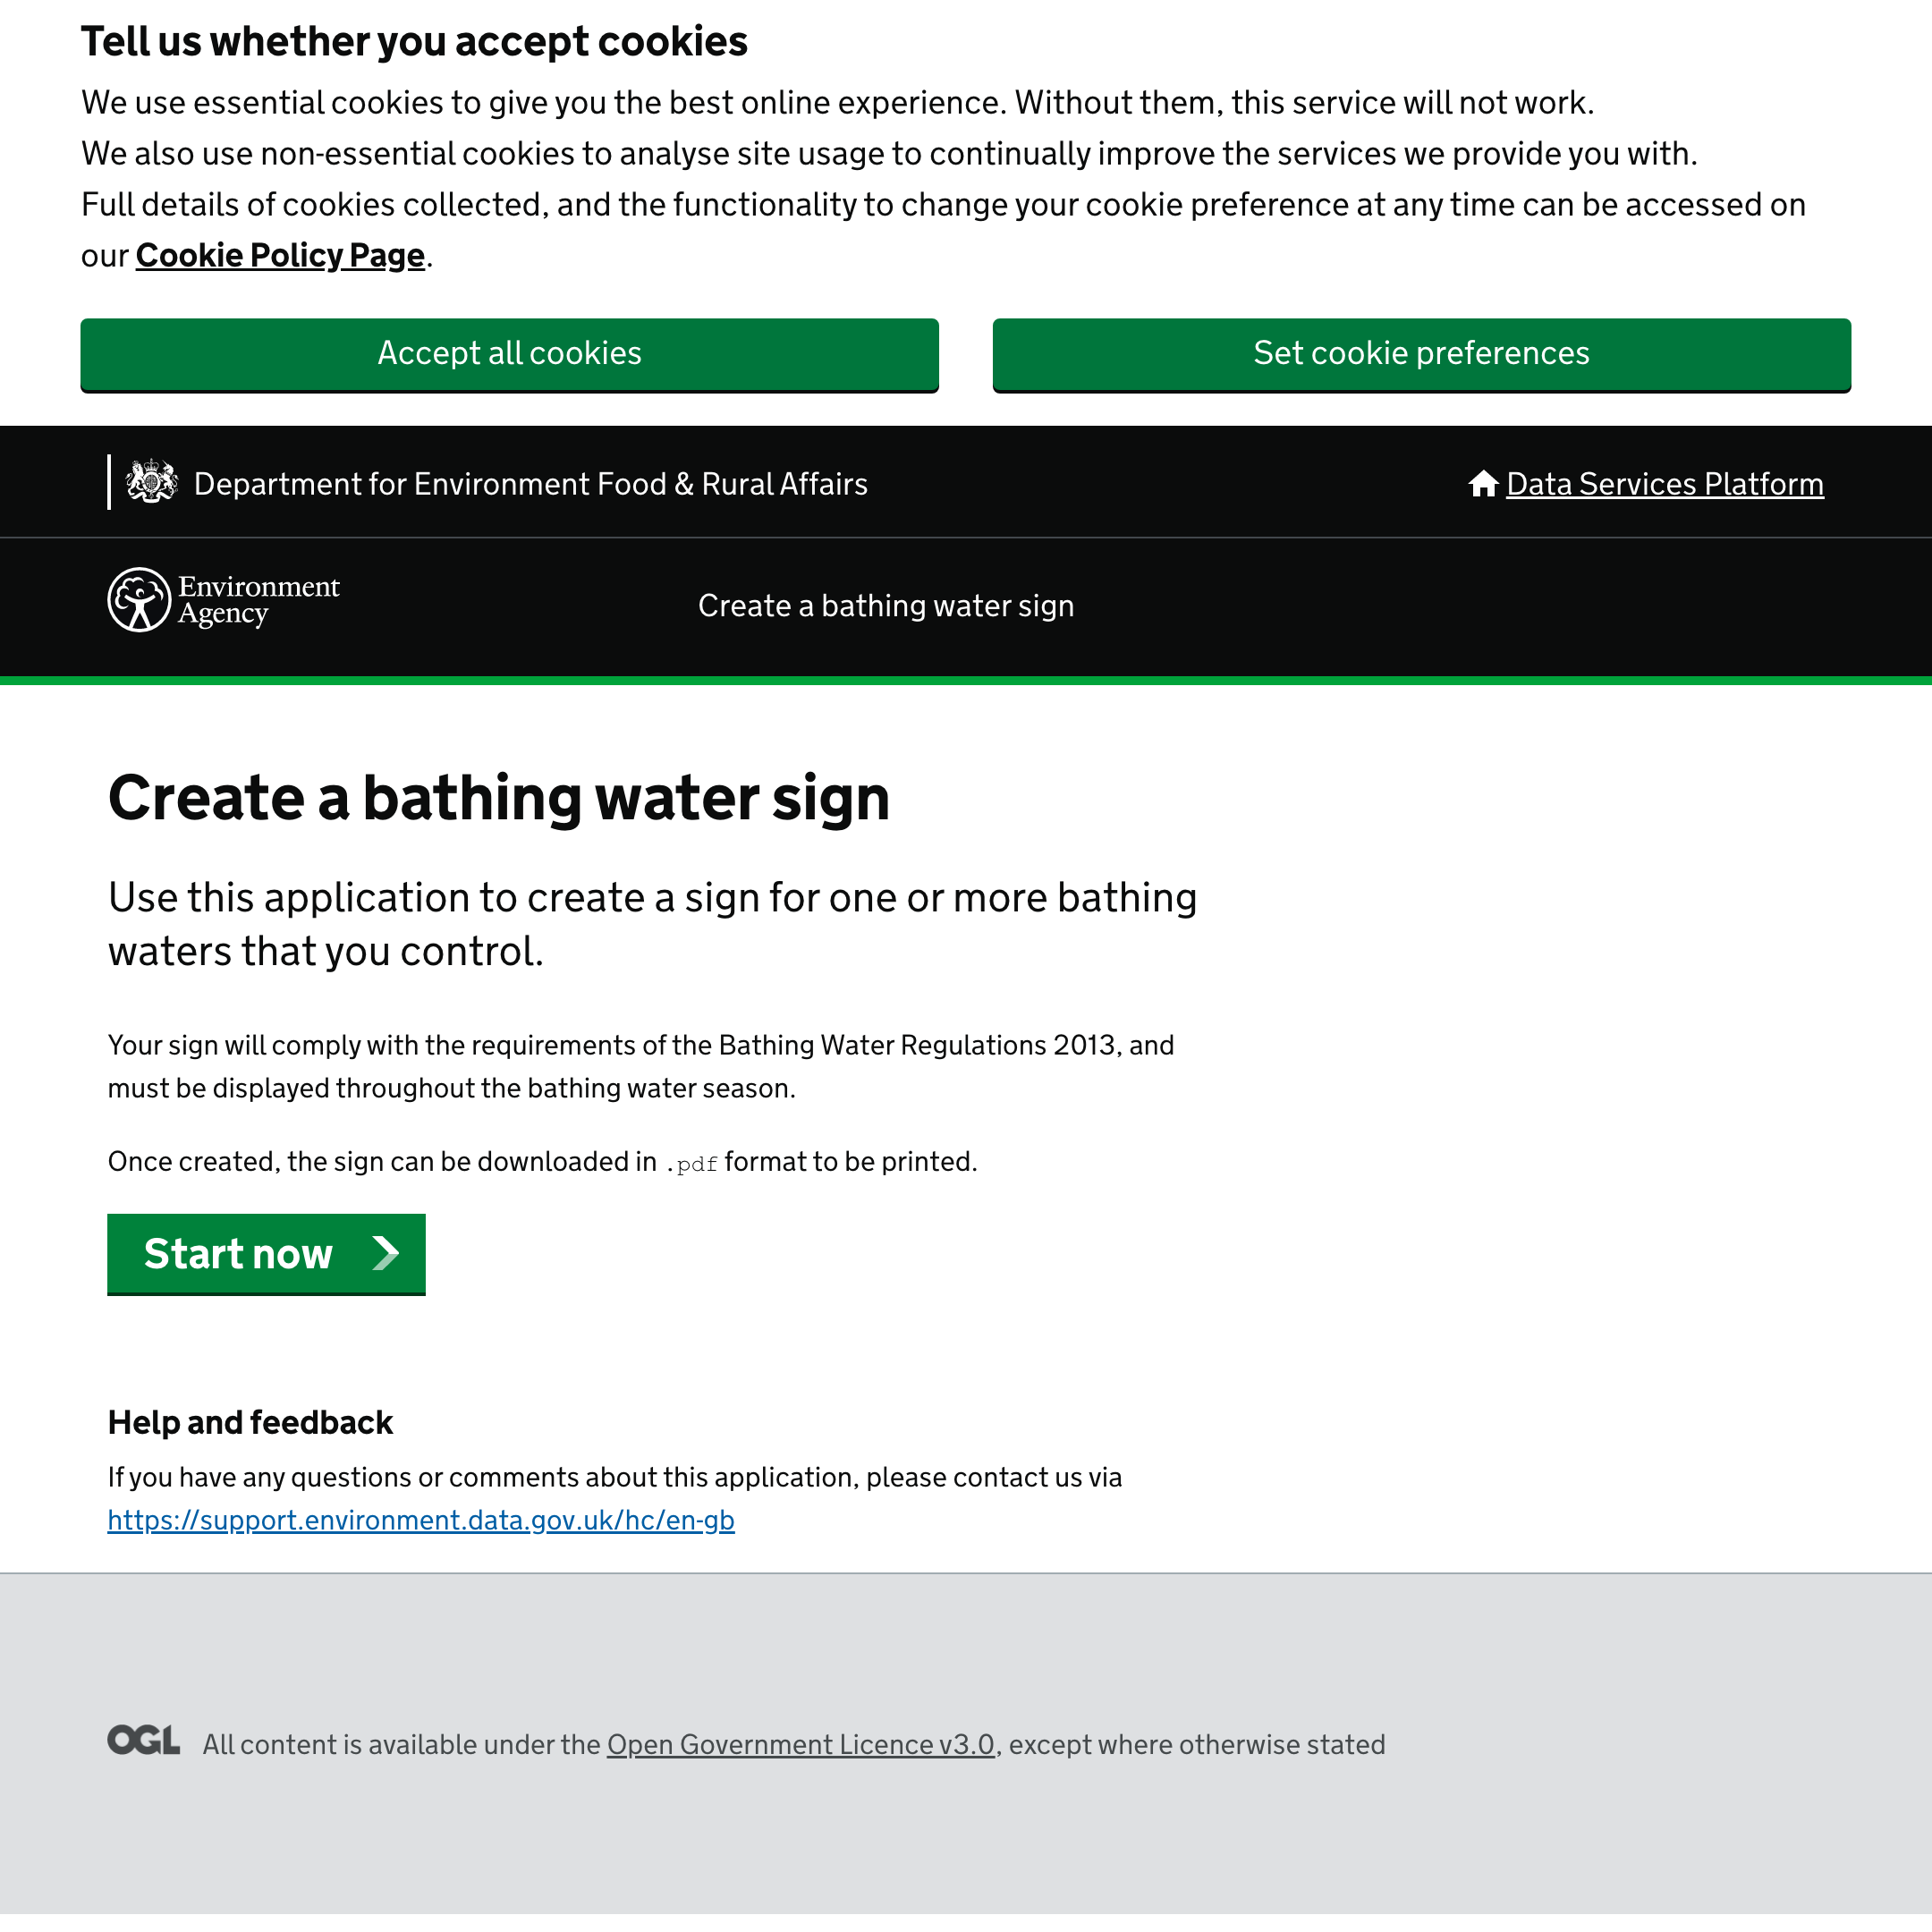 Tell us whether you accept cookies
We use essential cookies to give you the best online experience. Without them, this service will not work.
We also use non-essential cookies to analyse site usage to continually improve the services we provide you with.
Full details of cookies collected, and the functionality to change your cookie preference at any time can be accessed on
our Cookie Policy Page.
Accept all cookies
Set cookie preferences
Department for Environment Food & Rural Affairs
Data Services Platform
Environment
Agency
Create a bathing water sign
Create a bathing water sign
Use this application to create a sign for one or more bathing
waters that you control.
Your sign will comply with the requirements of the Bathing Water Regulations 2013, and
must be displayed throughout the bathing water season.
Once created, the sign can be downloaded in .pdf format to be printed.
Start now
Help and feedback
If you have any questions or comments about this application, please contact us via
https://support.environment.data.gov.uk/hc/en-gb
OGL All content is available under the Open Government Licence v3.0, except where otherwise stated